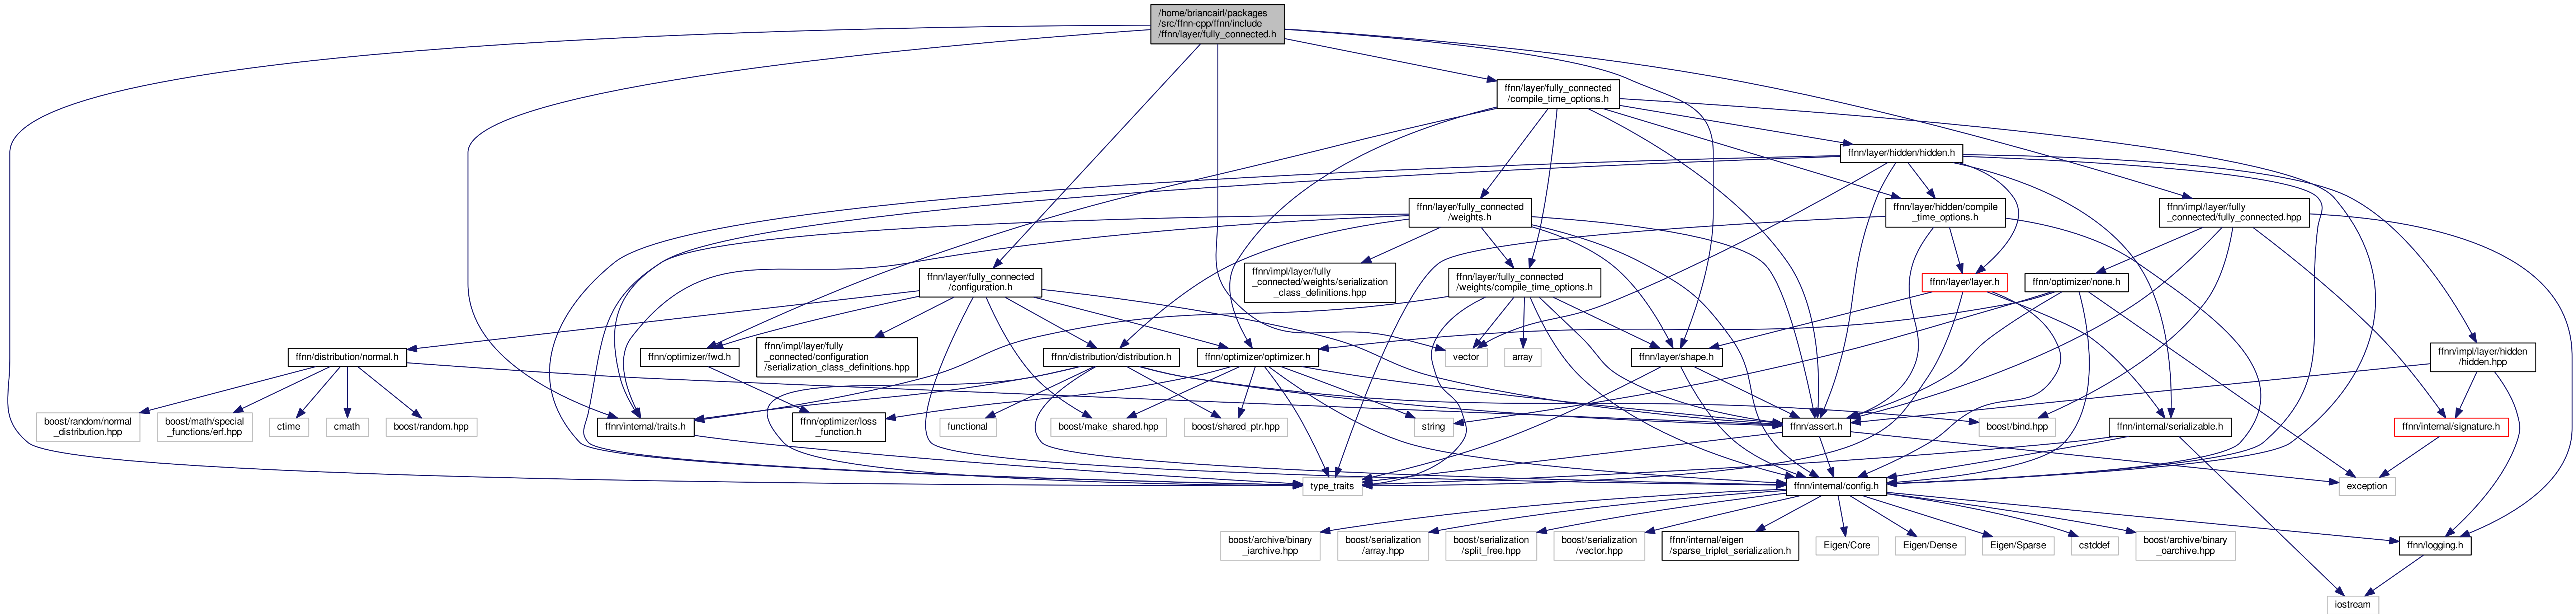 /home/briancairl/packages
/src/ffnn-cpp/ffnn/include
/ffnn/layer/fully_connected.h
ffnn/layer/fully_connected
/compile_time_options.h
ffnn/layer/hidden/hidden.h
ffnn/layer/fully_connected
/weights.h
ffnn/layer/hidden/compile
_time_options.h
ffnn/impl/layer/fully
_connected/fully_connected.hpp
ffnn/layer/fully_connected
/configuration.h
ffnn/impl/layer/fully
_connected/weights/serialization
_class_definitions.hpp
ffnn/layer/fully_connected
/weights/compile_time_options.h
ffnn/layer/layer.h
ffnn/optimizer/none.h
ffnn/distribution/normal.h
ffnn/optimizer/fwd.h
ffnn/impl/layer/fully
_connected/configuration
/serialization_class_definitions.hpp
ffnn/distribution/distribution.h
ffnn/optimizer/optimizer.h
vector
array
ffnn/layer/shape.h
ffnn/impl/layer/hidden
/hidden.hpp
boost/random/normal
_distribution.hpp
boost/math/special
_functions/erf.hpp
ctime
cmath
boost/random.hpp
ffnn/internal/traits.h
ffnn/optimizer/loss
_function.h
functional
boost/make_shared.hpp
boost/shared_ptr.hpp
string
ffnn/assert.h
boost/bind.hpp
ffnn/internal/serializable.h
ffnn/internal/signature.h
type_traits
ffnn/internal/config.h
exception
boost/archive/binary
_iarchive.hpp
boost/serialization
/array.hpp
boost/serialization
/split_free.hpp
boost/serialization
/vector.hpp
ffnn/internal/eigen
/sparse_triplet_serialization.h
Eigen/Core
Eigen/Dense
Eigen/Sparse
cstddef
boost/archive/binary
_oarchive.hpp
ffnn/logging.h
iostream